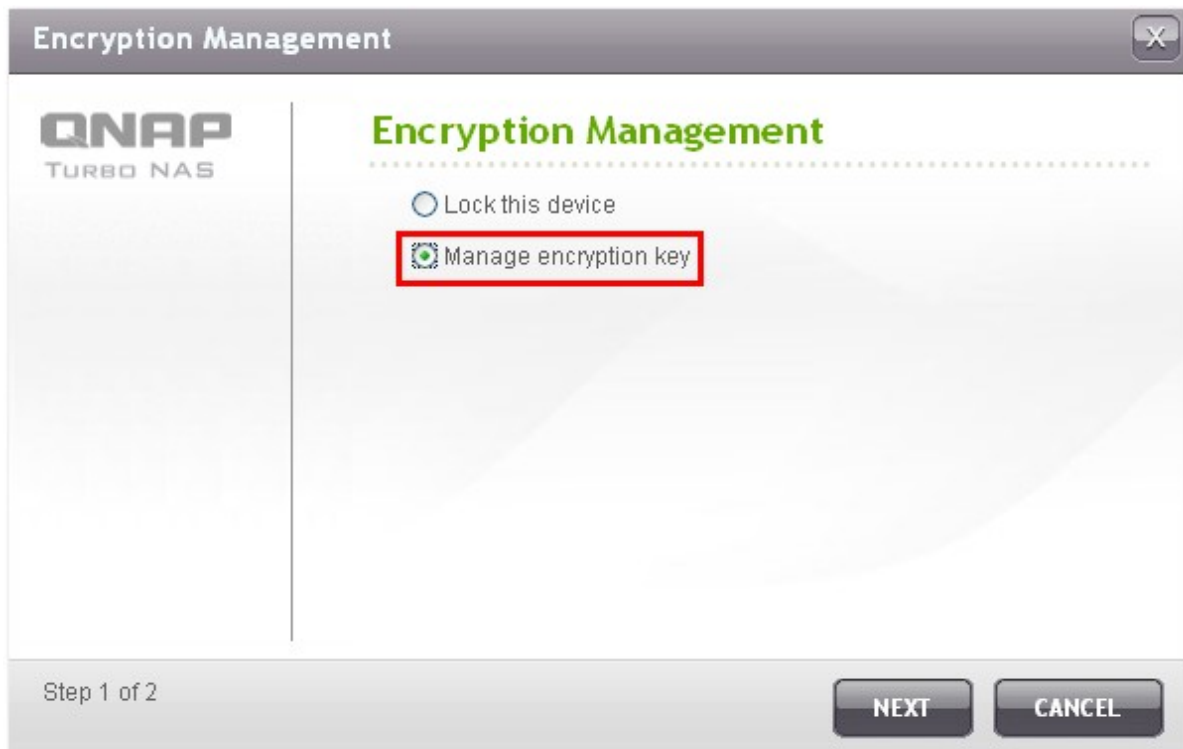 Encryption Management
X
QNAP
TURBO NAS
Encryption Management
Lock this device
Manage encryption key
Step 1 of 2
NEXT
CANCEL